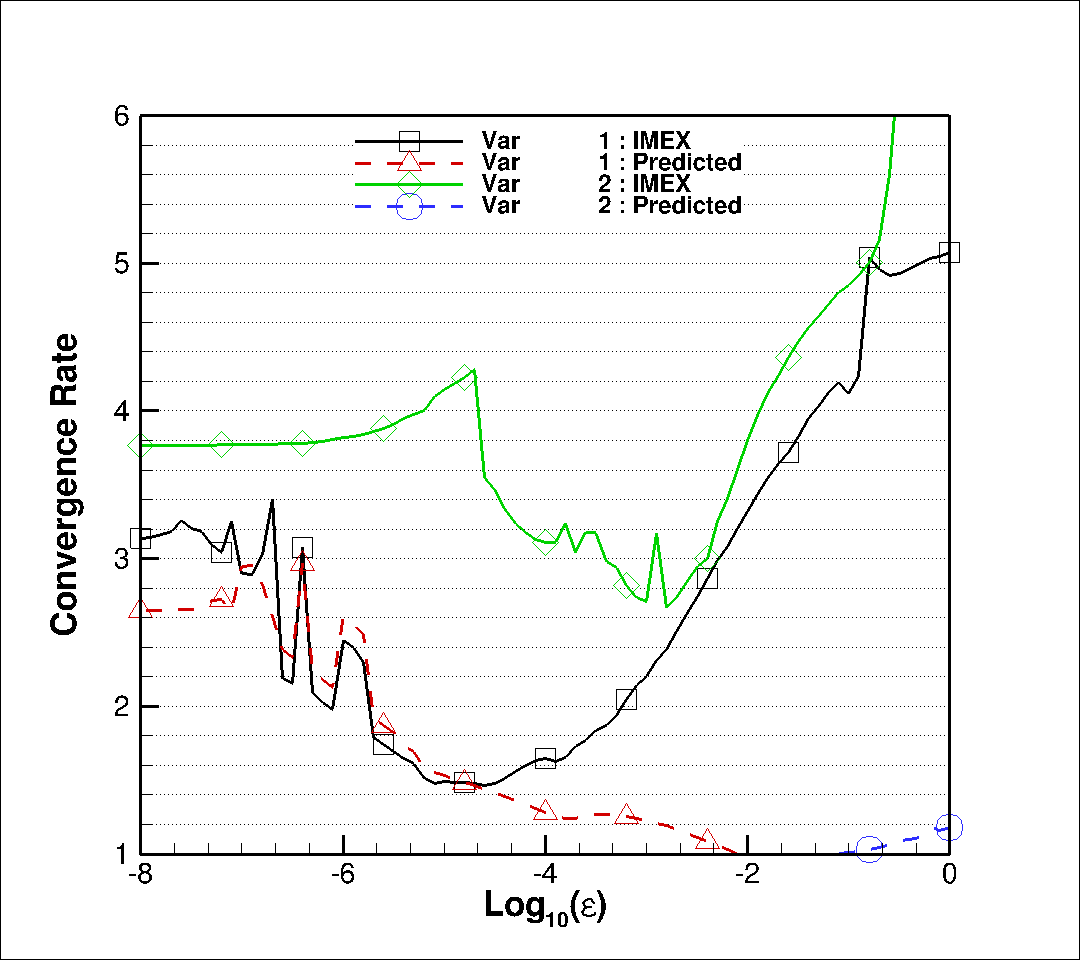 6
Var 1 : IMEX
Var 1 : Predicted
Var 2 : IMEX
Var 2 : Predicted
5
4
3
2
1
Convergence Rate
-8 -6 -4 -2 0
Log10(ε)